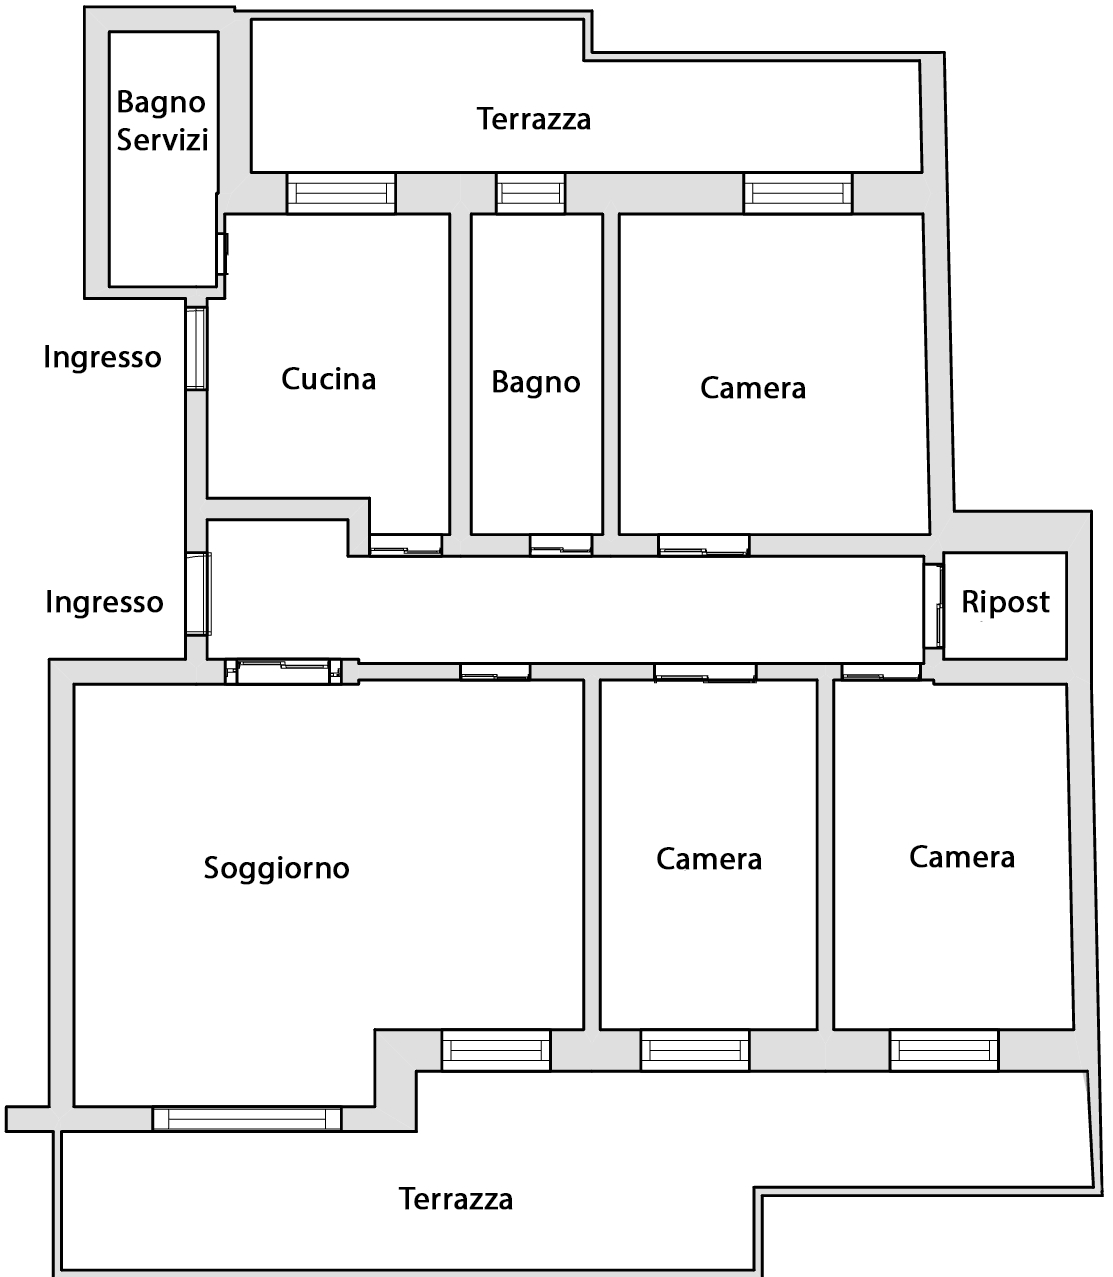 Bagno
Servizi
Terrazza
Ingresso
Cucina
Bagno
Camera
Ingresso
Ripost
Soggiorno
Camera
Camera
Terrazza